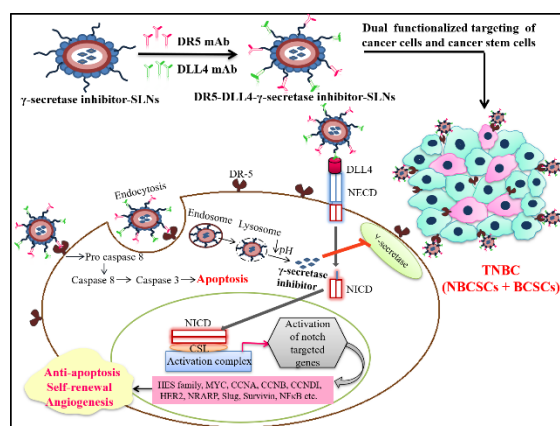 DR5 mAb
DLL4 mAb
γ-secretase inhibitor-SLNs
DR5-DLL4-γ-secretase inhibitor-SLNs
Dual functionalized targeting of
cancer cells and cancer stem cells
DLL4
NECD
DR-5
Endocytosis
Endosome
Lysosome
pH
γ-secretase
inhibitor
γ-secretase
NICD
Pro caspase 8
Caspase 8
Caspase 3
Apoptosis
TNBC
(NBCSCs + BCSCs)
NICD
CSL
Activation complex
Activation
of notch
targeted
genes
HES family, MYC, CCNA, CCNB, CCNDI,
HER2, NRARP, Slug, Survivin, NFκB etc.
Anti-apoptosis
Self-renewal
Angiogenesis